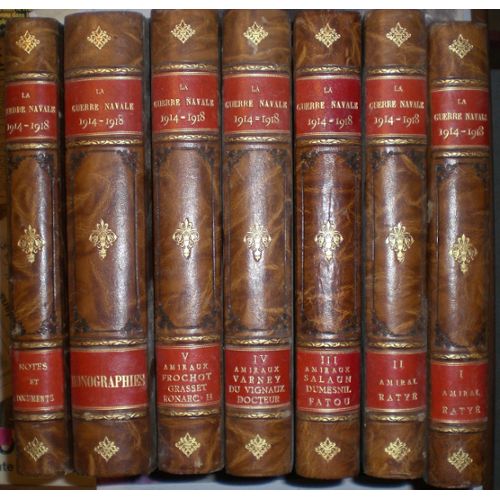 LA
GUERRE NAVALE
1914-1918
NOTES
ET
DOCUMENTS
LA
GUERRE NAVALE
1914-1918
MONOGRAPHIES
LA
GUERRE NAVALE
1914-1918
V
AMIRAUX
FROCHOT
GRASSET
RONARC'H
LA
GUERRE NAVALE
1914-1918
IV
AMIRAUX
VARNEY
DU VIGNAUX
DOCTEUR
LA
GUERRE NAVALE
1914-1918
III
AMIRAUX
SALAUN
DUMESNIL
FATOU
LA
GUERRE NAVALE
1914-1918
II
AMIRAL
RATYE
LA
GUERRE NAVALE
1914-1918
I
AMIRAL
RATYE